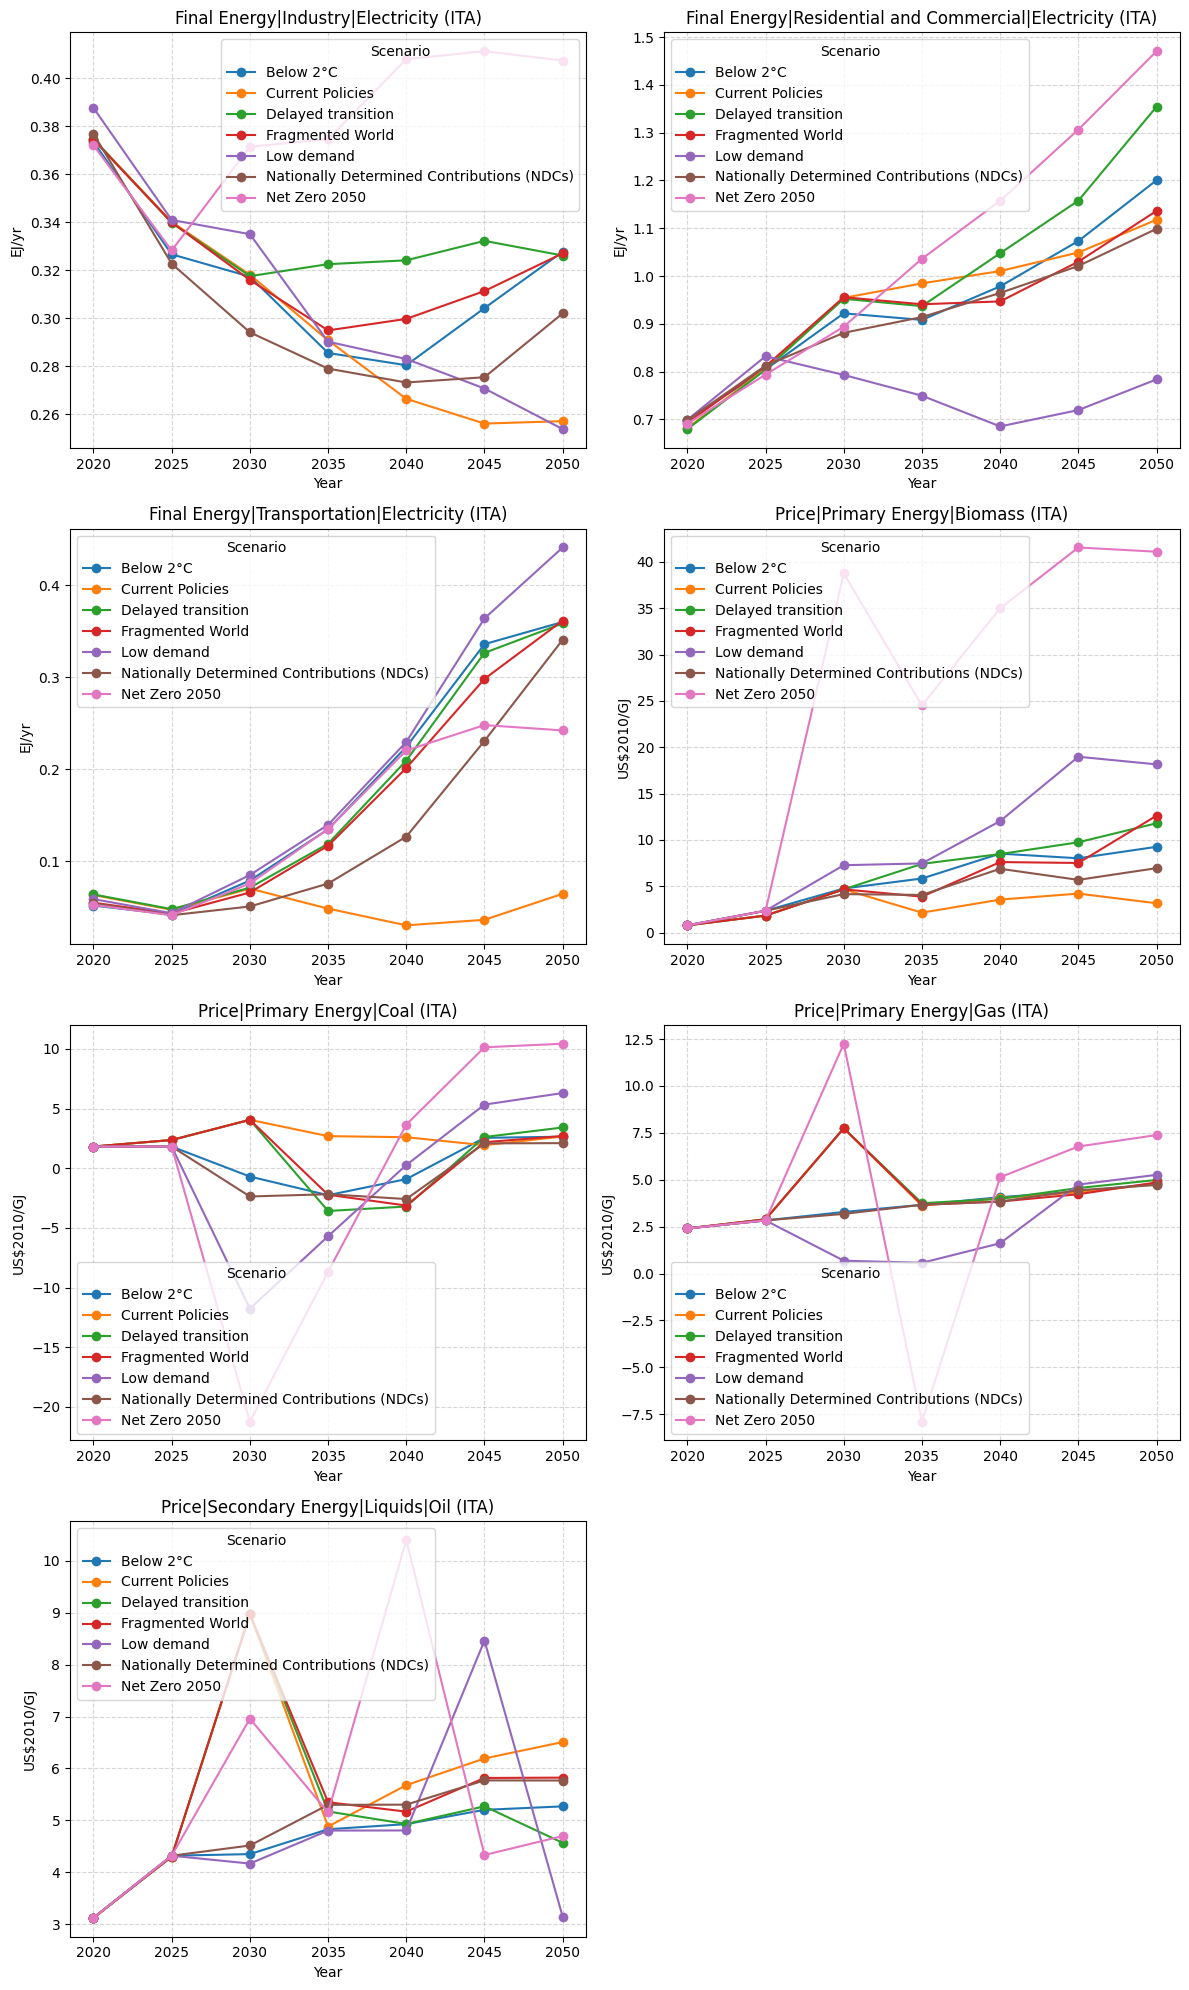 Final Energy|Industry|Electricity (ITA)
EJ/yr
0.40
0.38
0.36
0.34
0.32
0.30
0.28
0.26
Scenario
Below 2°C
Current Policies
Delayed transition
Fragmented World
Low demand
Nationally Determined Contributions (NDCs)
Net Zero 2050
2020 2025 2030 2035 2040 2045 2050
Year
Final Energy|Residential and Commercial|Electricity (ITA)
EJ/yr
1.5
1.4
1.3
1.2
1.1
1.0
0.9
0.8
0.7
Scenario
Below 2°C
Current Policies
Delayed transition
Fragmented World
Low demand
Nationally Determined Contributions (NDCs)
Net Zero 2050
2020 2025 2030 2035 2040 2045 2050
Year
Final Energy|Transportation|Electricity (ITA)
EJ/yr
0.4
0.3
0.2
0.1
Scenario
Below 2°C
Current Policies
Delayed transition
Fragmented World
Low demand
Nationally Determined Contributions (NDCs)
Net Zero 2050
2020 2025 2030 2035 2040 2045 2050
Year
Price|Primary Energy|Biomass (ITA)
US$2010/GJ
40
35
30
25
20
15
10
5
0
Scenario
Below 2°C
Current Policies
Delayed transition
Fragmented World
Low demand
Nationally Determined Contributions (NDCs)
Net Zero 2050
2020 2025 2030 2035 2040 2045 2050
Year
Price|Primary Energy|Coal (ITA)
US$2010/GJ
10
5
0
−5
−10
−15
−20
Scenario
Below 2°C
Current Policies
Delayed transition
Fragmented World
Low demand
Nationally Determined Contributions (NDCs)
Net Zero 2050
2020 2025 2030 2035 2040 2045 2050
Year
Price|Primary Energy|Gas (ITA)
US$2010/GJ
12.5
10.0
7.5
5.0
2.5
0.0
−2.5
−5.0
−7.5
Scenario
Below 2°C
Current Policies
Delayed transition
Fragmented World
Low demand
Nationally Determined Contributions (NDCs)
Net Zero 2050
2020 2025 2030 2035 2040 2045 2050
Year
Price|Secondary Energy|Liquids|Oil (ITA)
US$2010/GJ
10
9
8
7
6
5
4
3
Scenario
Below 2°C
Current Policies
Delayed transition
Fragmented World
Low demand
Nationally Determined Contributions (NDCs)
Net Zero 2050
2020 2025 2030 2035 2040 2045 2050
Year